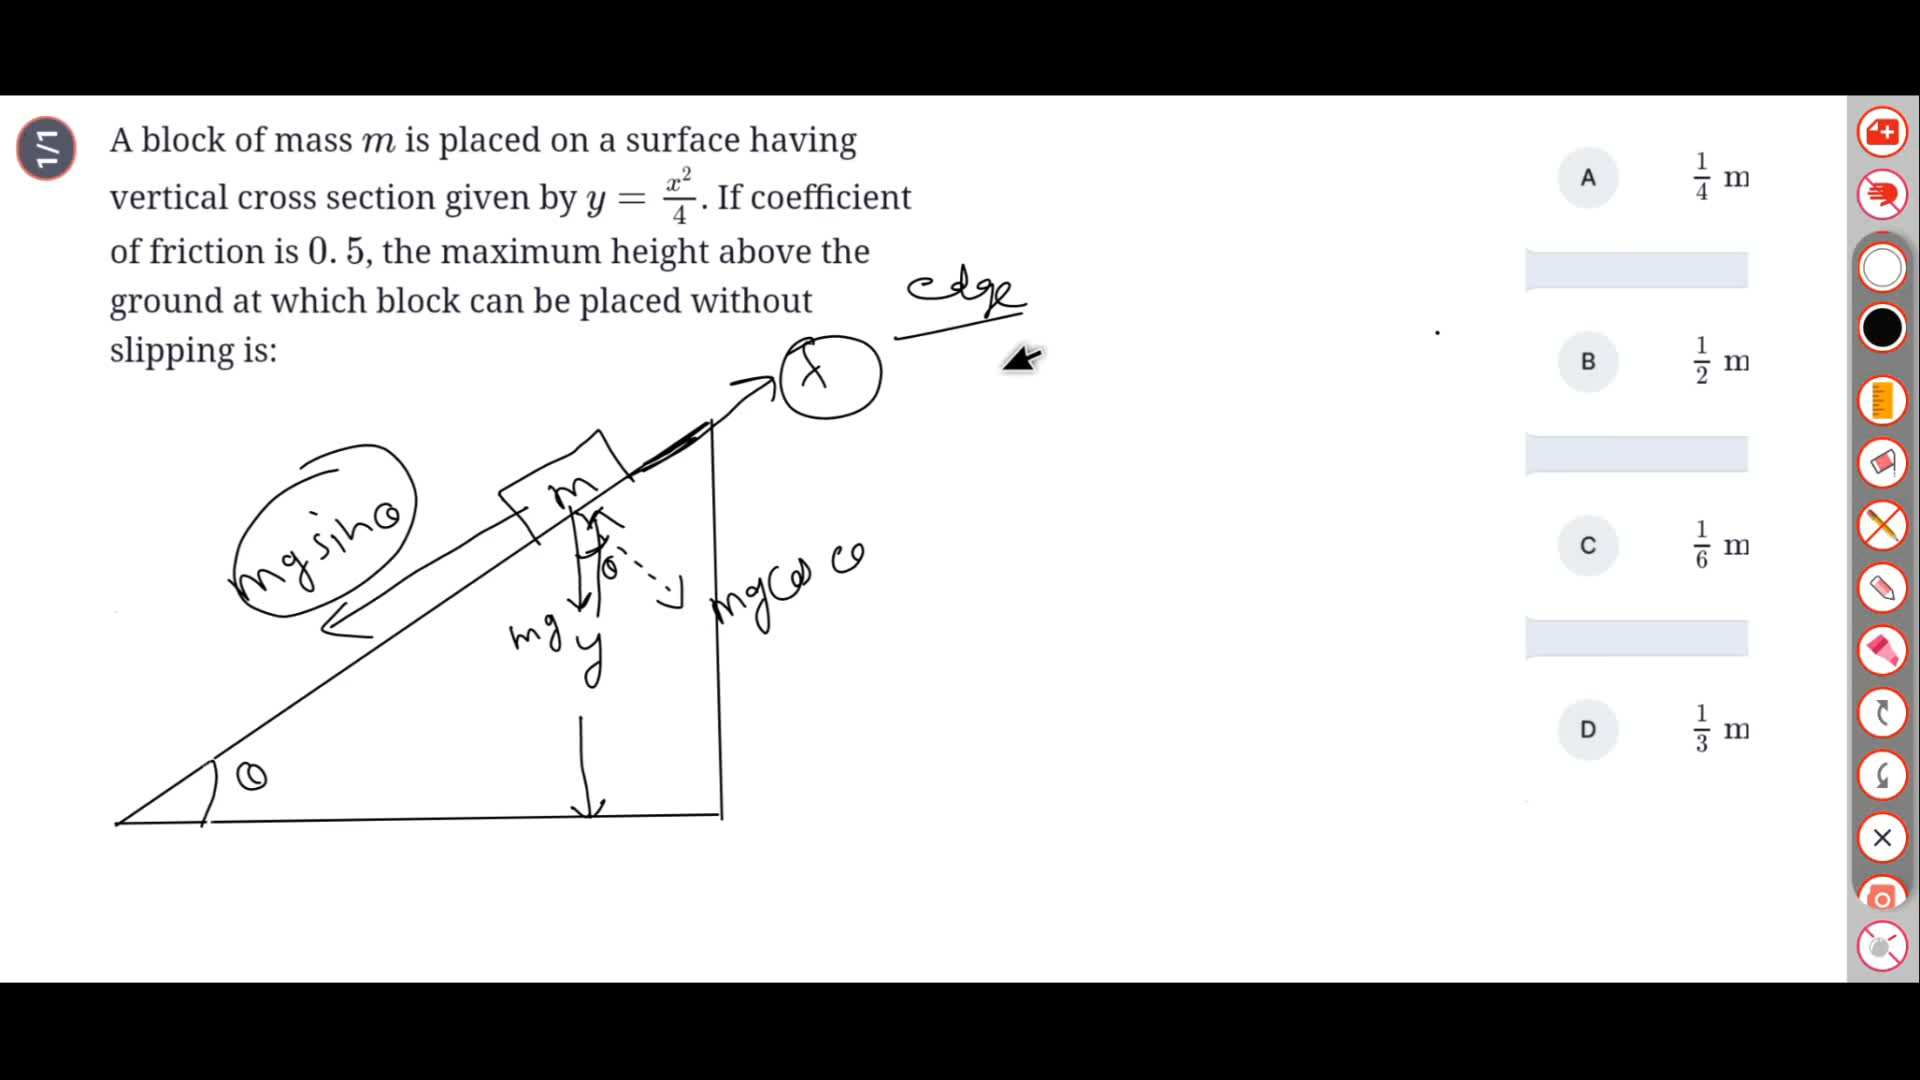 1/1
A block of mass m is placed on a surface having
vertical cross section given by y = x²/4. If coefficient
of friction is 0.5, the maximum height above the
ground at which block can be placed without
slipping is:
edge
f
m
mg sinθ
θ
mg
y
mg cos θ
θ
A 1/4 m
B 1/2 m
C 1/6 m
D 1/3 m